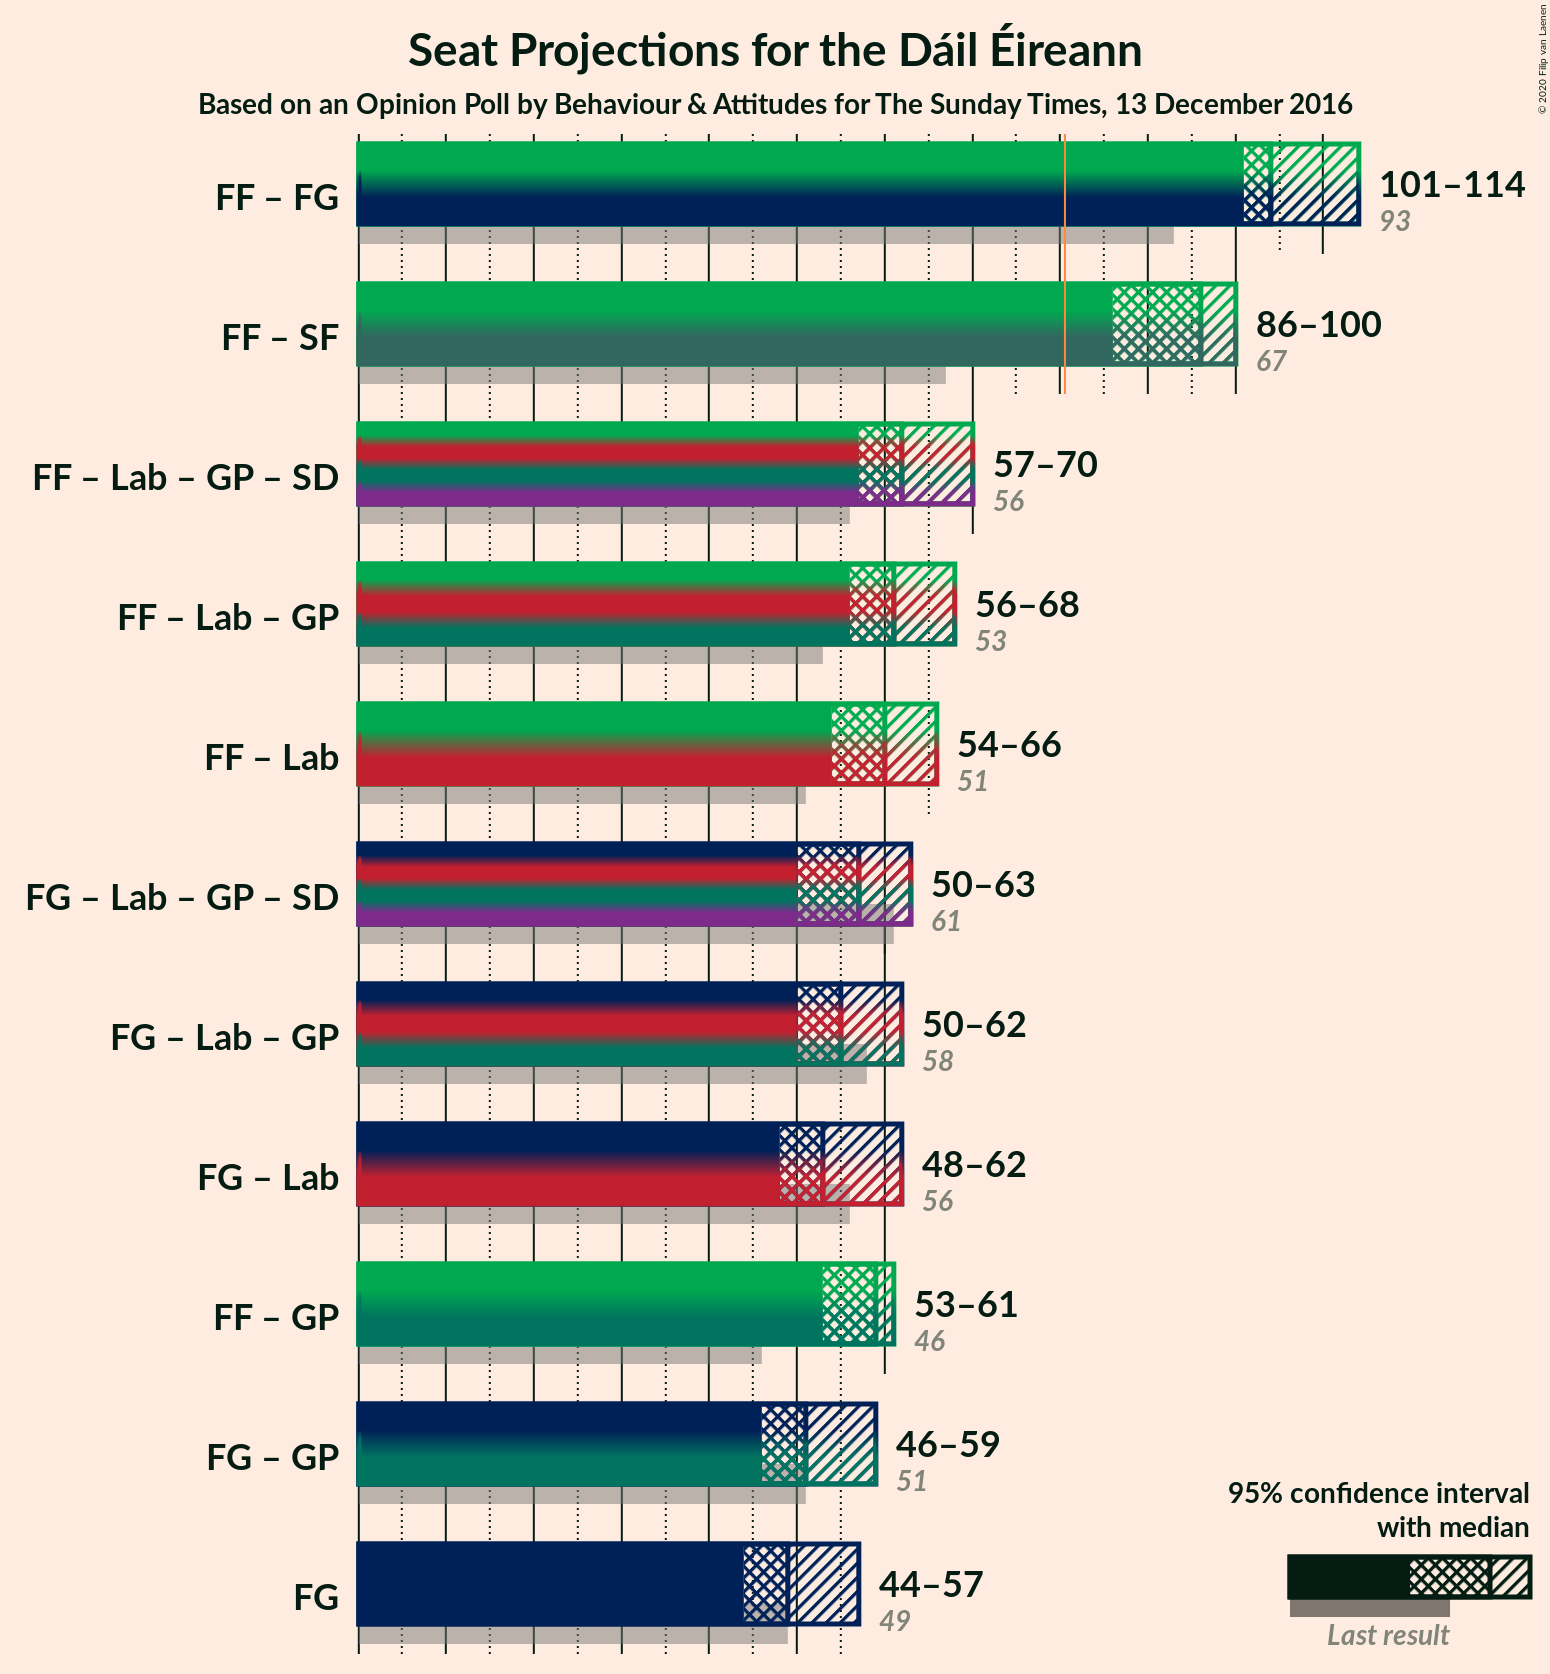 Seat Projections for the Dáil Éireann
Based on an Opinion Poll by Behaviour & Attitudes for The Sunday Times, 13 December 2016
© 2020 Filip van Laenen
FF – FG
101–114
93
FF – SF
86–100
67
FF – Lab – GP – SD
57–70
56
FF – Lab – GP
56–68
53
FF – Lab
54–66
51
FG – Lab – GP – SD
50–63
61
FG – Lab – GP
50–62
58
FG – Lab
48–62
56
FF – GP
53–61
46
FG – GP
46–59
51
FG
44–57
49
95% confidence interval
with median
Last result